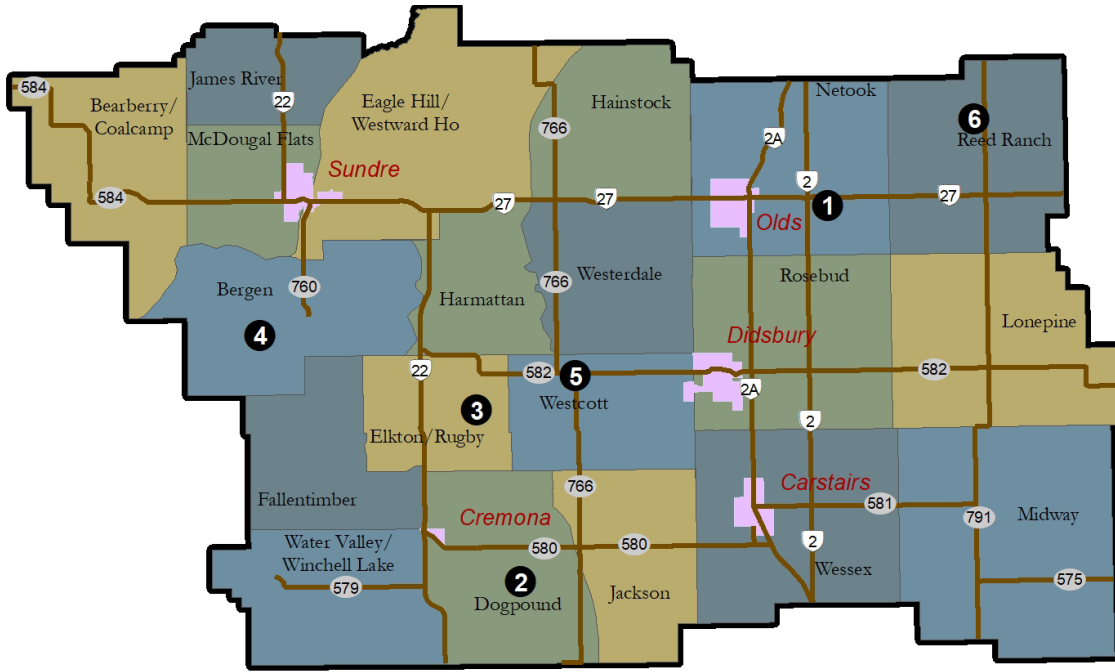 584
James River
22
Bearberry/
Coalcamp
Eagle Hill/
Westward Ho
766
Hainstock
Netook
6
Reed Ranch
McDougal Flats
Sundre
2A
2
584
27
27
1
27
Olds
Bergen
760
Harmattan
766
Westerdale
Rosebud
4
Didsbury
Lonepine
22
582
5
582
Westcott
2A
3
Elkton/Rugby
2
Fallentimber
766
Cremona
Carstairs
581
791
Midway
Water Valley/
Winchell Lake
580
580
2
579
2
Dogpound
Jackson
Wessex
575